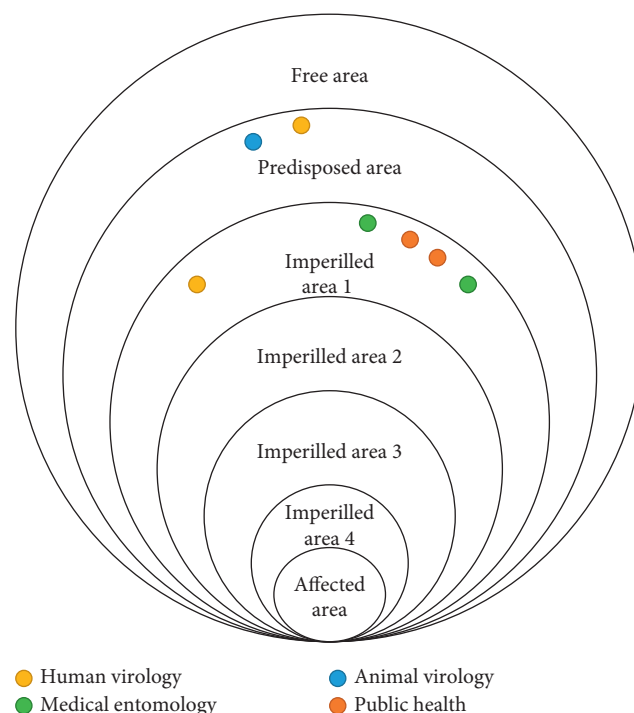 Free area
Predisposed area
Imperilled
area 1
Imperilled area 2
Imperilled area 3
Imperilled
area 4
Affected
area
Human virology
Animal virology
Medical entomology
Public health